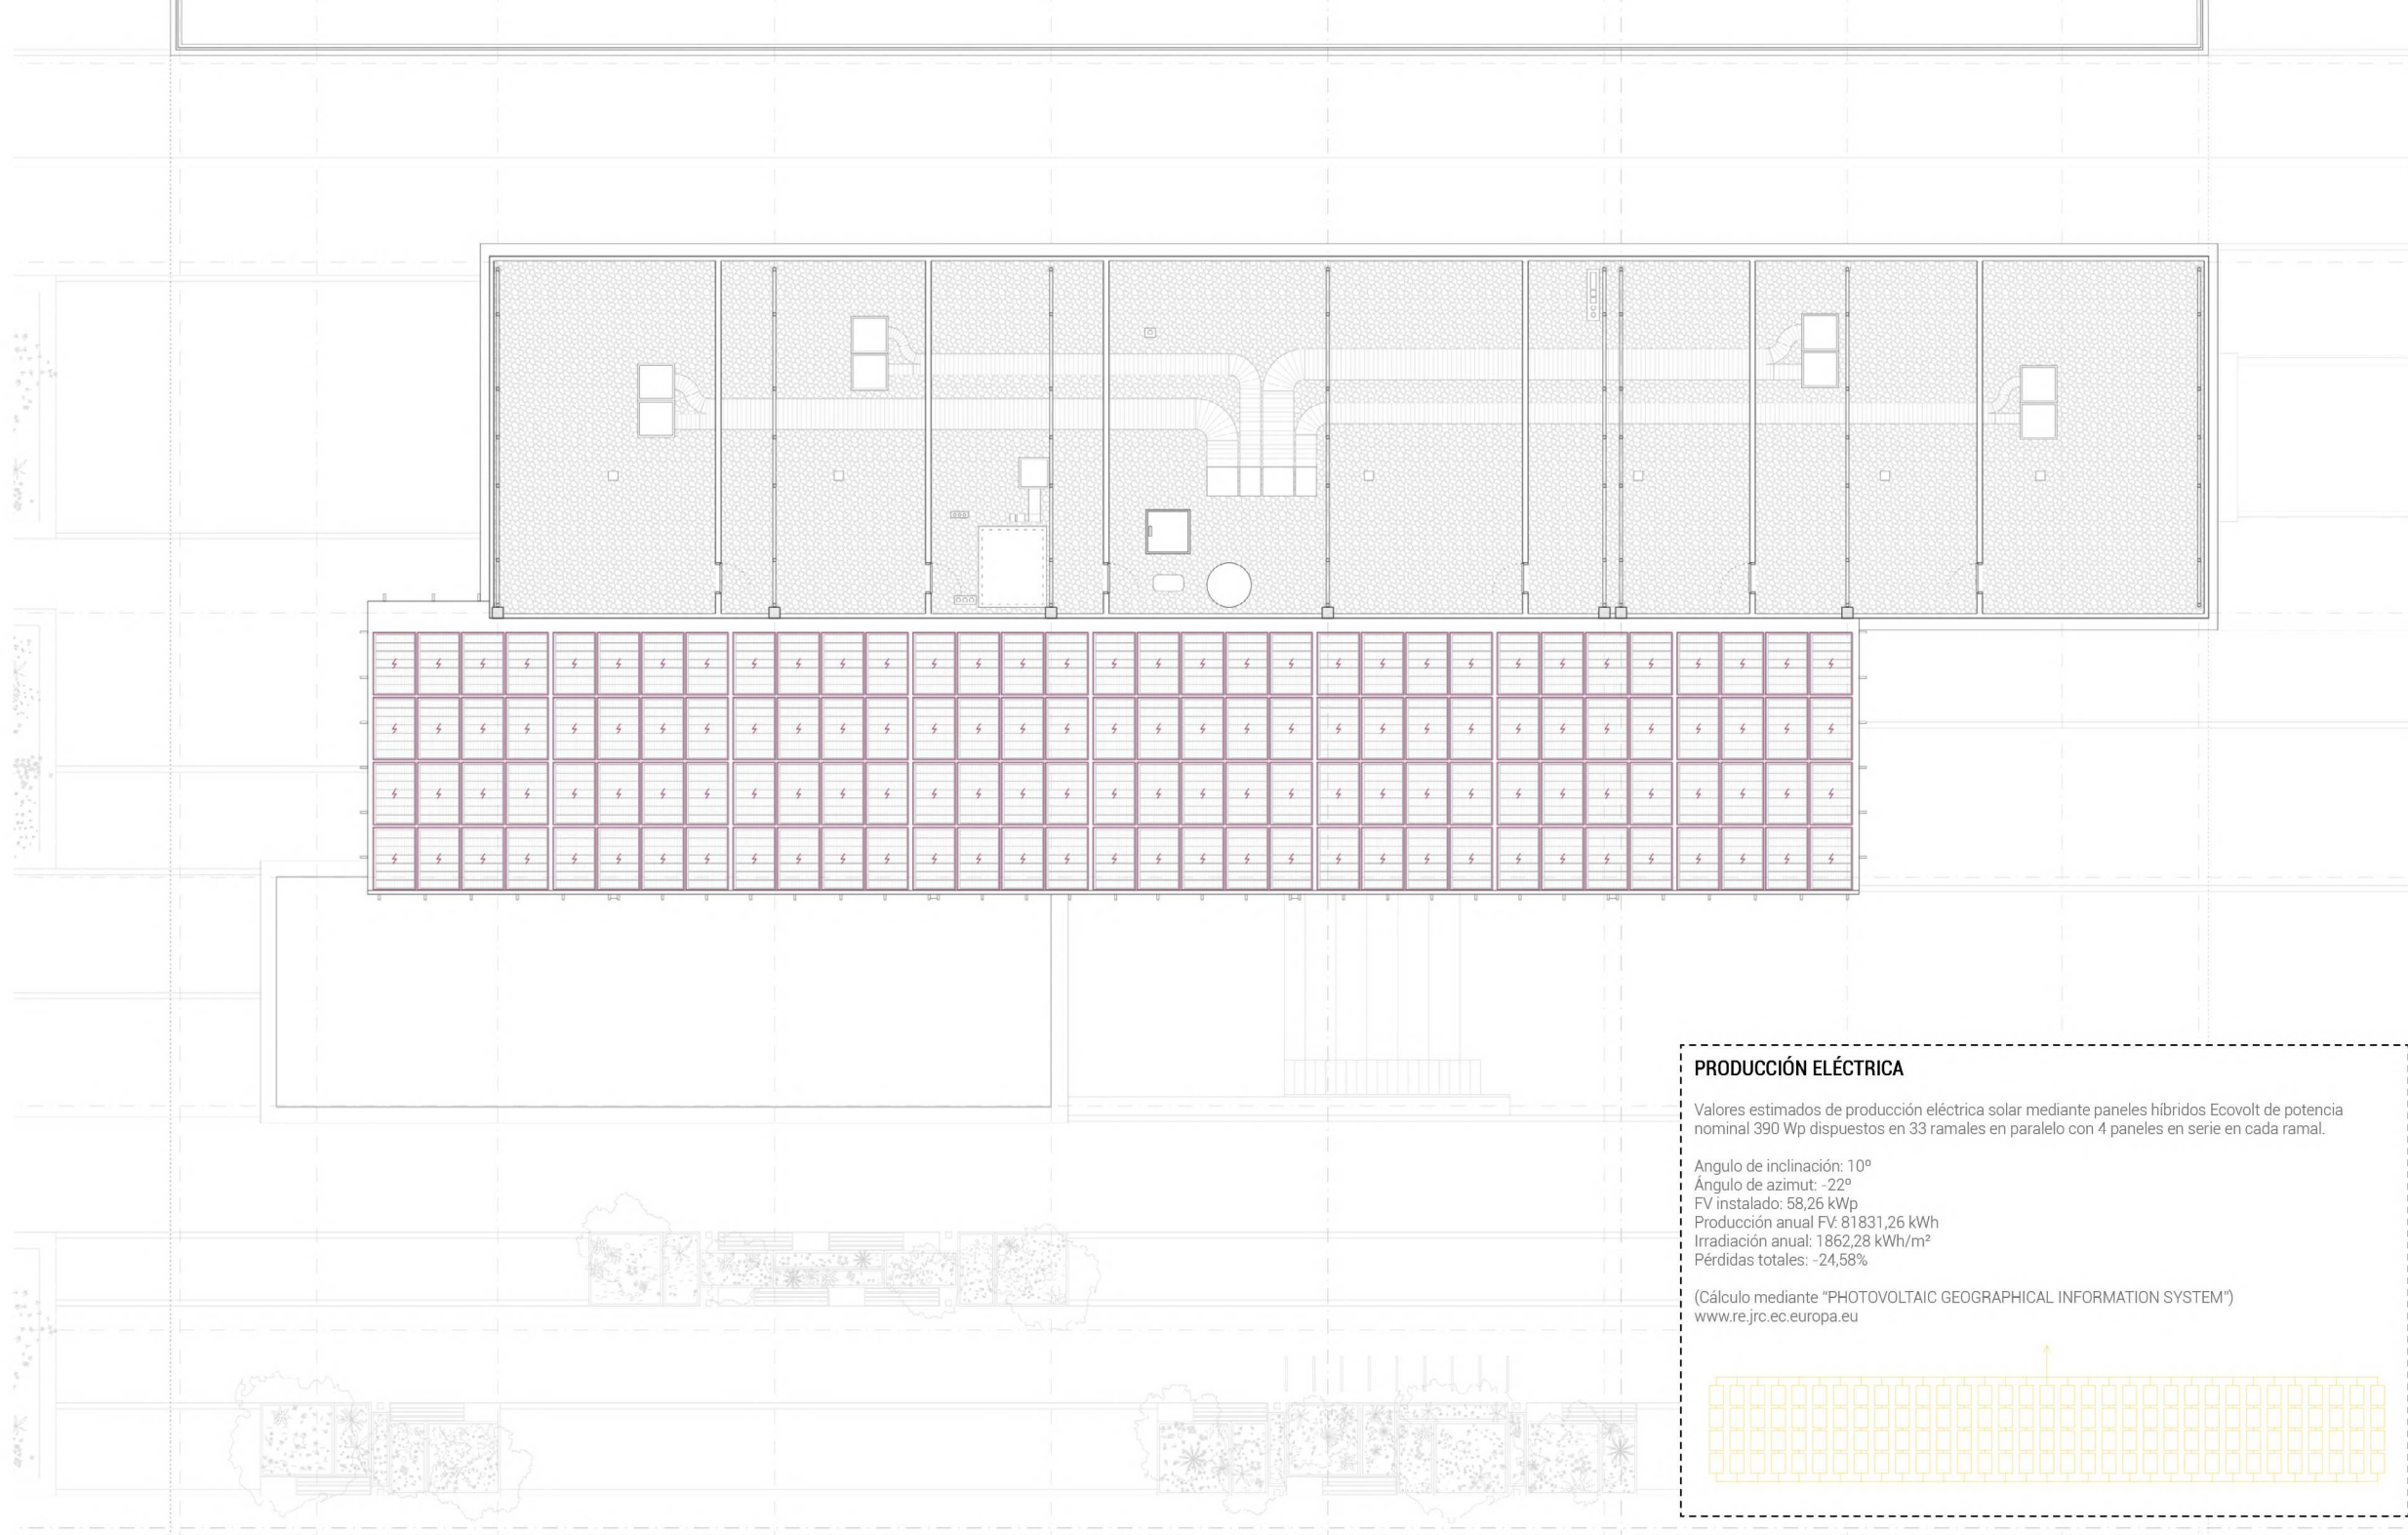 PRODUCCIÓN ELÉCTRICA
Valores estimados de producción eléctrica solar mediante paneles híbridos Ecovolt de potencia
nominal 390 Wp dispuestos en 33 ramales en paralelo con 4 paneles en serie en cada ramal.
Angulo de inclinación: 10º
Ángulo de azimut: -22º
FV instalado: 58,26 kWp
Producción anual FV: 81831,26 kWh
Irradiación anual: 1862,28 kWh/m²
Pérdidas totales: -24,58%
(Cálculo mediante “PHOTOVOLTAIC GEOGRAPHICAL INFORMATION SYSTEM”)
www.re.jrc.ec.europa.eu